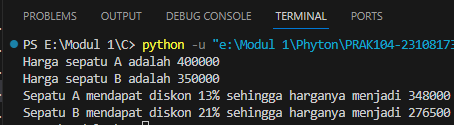 PROBLEMS OUTPUT DEBUG CONSOLE TERMINAL PORTS
PS E:\Modul 1\C> python -u "e:\Modul 1\Phyton\PRAK104-23108173
Harga sepatu A adalah 400000
Harga sepatu B adalah 350000
Sepatu A mendapat diskon 13% sehingga harganya menjadi 348000
Sepatu B mendapat diskon 21% sehingga harganya menjadi 276500